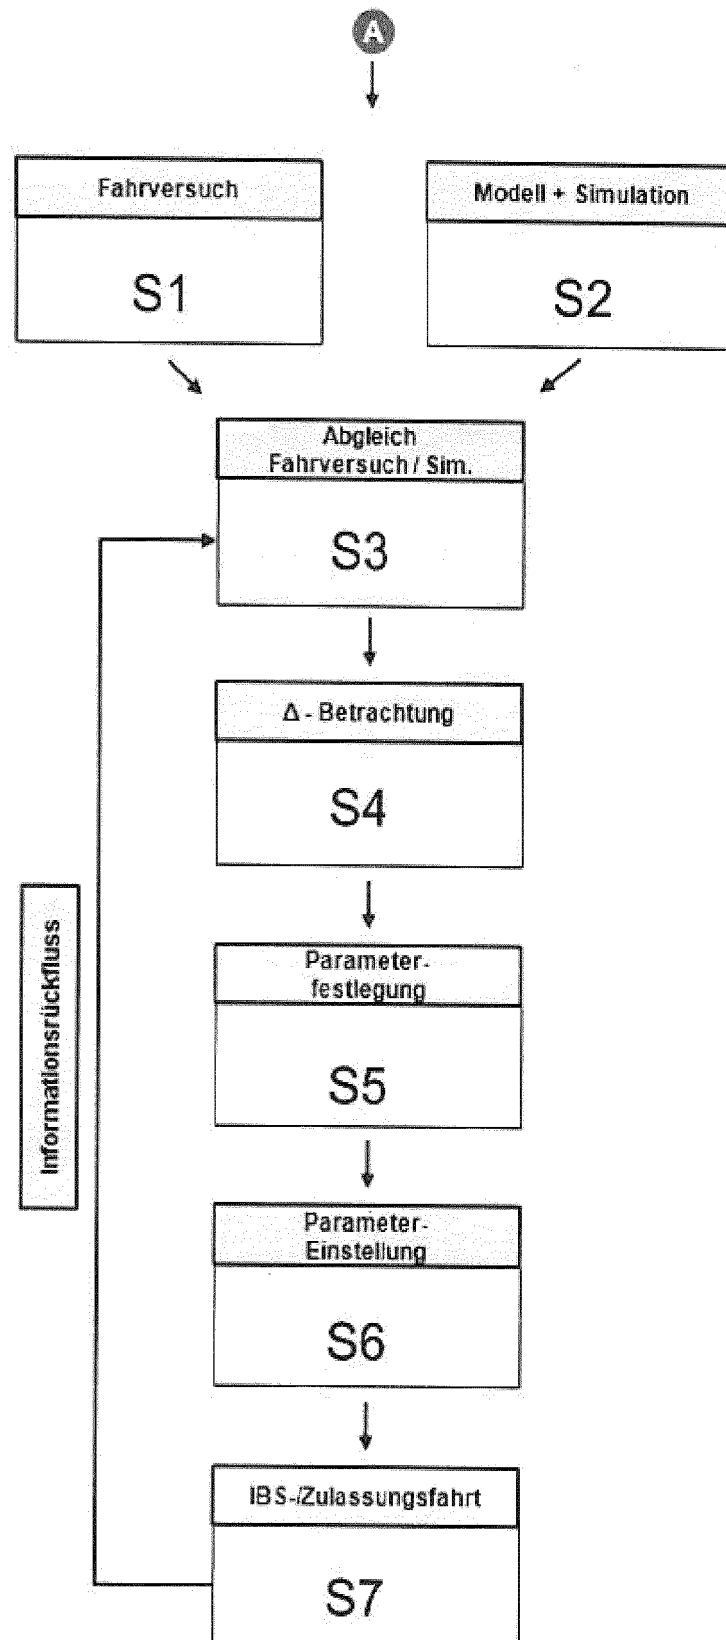 A
Fahrversuch
S1
Modell + Simulation
S2
Abgleich
Fahrversuch / Sim.
S3
Δ - Betrachtung
S4
Informationsrückfluss
Parameter-
festlegung
S5
Parameter-
Einstellung
S6
IBS-/Zulassungsfahrt
S7